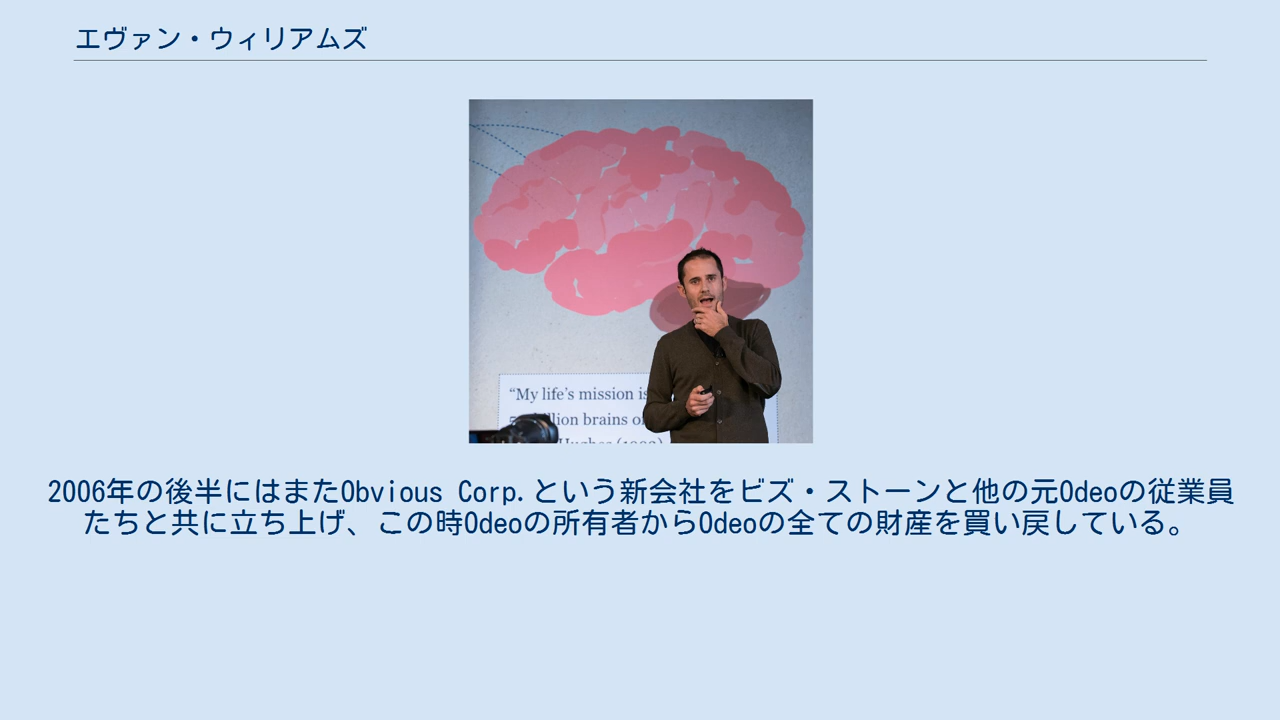 エヴァン・ウィリアムズ
“My life’s mission is
brains o
Hughes
2006年の後半にはまたObvious Corp.という新会社をビズ・ストーンと他の元Odeoの従業員
たちと共に立ち上げ、この時Odeoの所有者からOdeoの全ての財産を買い戻している。